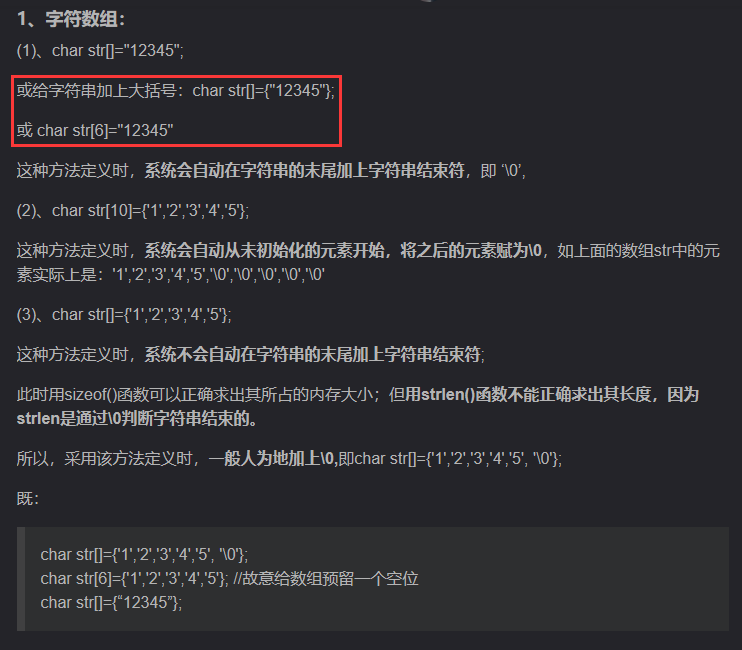 1、字符数组：
(1)、char str[]="12345";
或给字符串加上大括号：char str[]={"12345"};
或 char str[6]="12345"
这种方法定义时，系统会自动在字符串的末尾加上字符串结束符，即 ‘\0’,
(2)、char str[10]={'1','2','3','4','5'};
这种方法定义时，系统会自动从未初始化的元素开始，将之后的元素赋为\0，如上面的数组str中的元
素实际上是：'1','2','3','4','5','\0','\0','\0','\0','\0'
(3)、char str[]={'1','2','3','4','5'};
这种方法定义时，系统不会自动在字符串的末尾加上字符串结束符;
此时用sizeof()函数可以正确求出其所占的内存大小；但用strlen()函数不能正确求出其长度，因为
strlen是通过\0判断字符串结束的。
所以，采用该方法定义时，一般人为地加上\0,即char str[]={'1','2','3','4','5', '\0'};
既：
char str[]={'1','2','3','4','5', '\0'};
char str[6]={'1','2','3','4','5'}; //故意给数组预留一个空位
char str[]={“12345”};